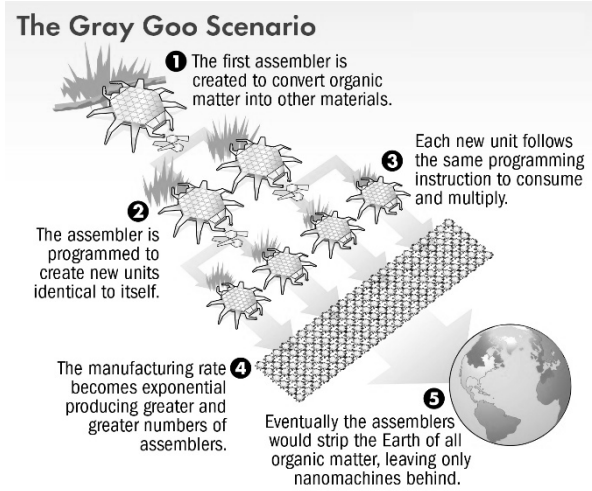 The Gray Goo Scenario
1 The first assembler is
created to convert organic
matter into other materials.
2
The assembler is
programmed to
create new units
identical to itself.
Each new unit follows
3 the same programming
instruction to consume
and multiply.
The manufacturing rate 4
becomes exponential
producing greater and
greater numbers of
assemblers.
5
Eventually the assemblers
would strip the Earth of all
organic matter, leaving only
nanomachines behind.